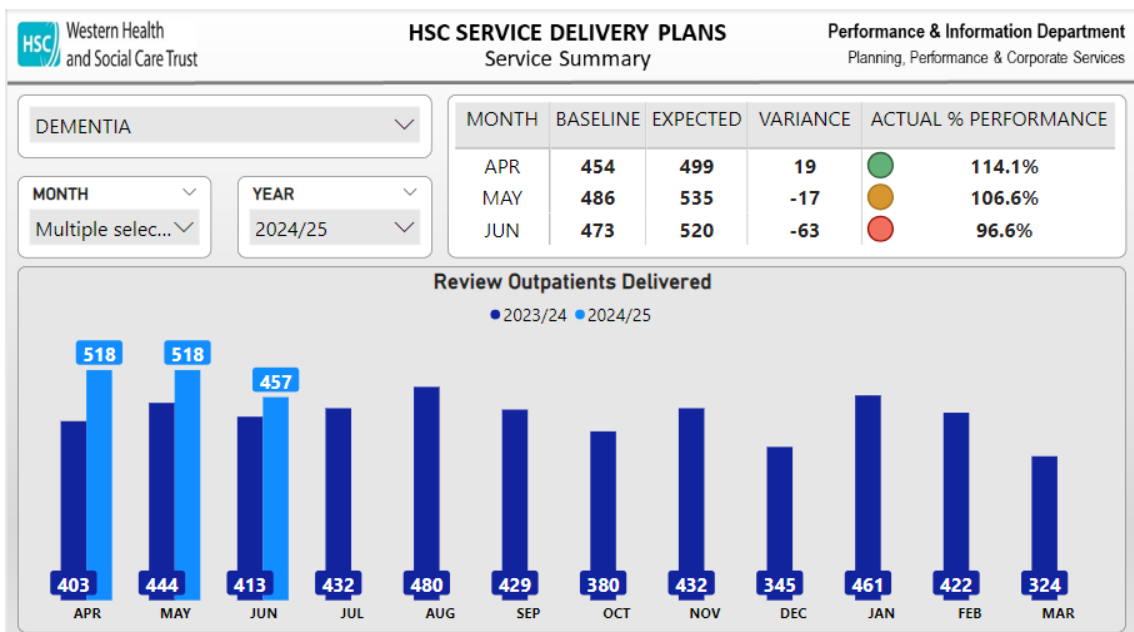 HSC
Western Health
and Social Care Trust
HSC SERVICE DELIVERY PLANS
Service Summary
Performance & Information Department
Planning, Performance & Corporate Services
DEMENTIA
MONTH
Multiple selec...
YEAR
2024/25
MONTH BASELINE EXPECTED VARIANCE ACTUAL % PERFORMANCE
APR 454 499 19 114.1%
MAY 486 535 -17 106.6%
JUN 473 520 -63 96.6%
Review Outpatients Delivered
2023/24 2024/25
518 518 457
403 444 413 432 480 429 380 432 345 461 422 324
APR MAY JUN JUL AUG SEP OCT NOV DEC JAN FEB MAR